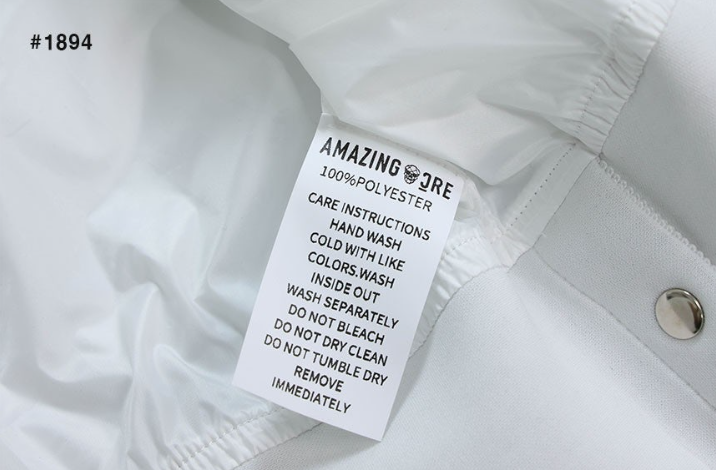 #1894
AMAZING ORE
100%POLYESTER
CARE INSTRUCTIONS
HAND WASH
COLD WITH LIKE
COLORS.WASH
INSIDE OUT
WASH SEPARATELY
DO NOT BLEACH
DO NOT DRY CLEAN
DO NOT TUMBLE DRY
REMOVE
IMMEDIATELY